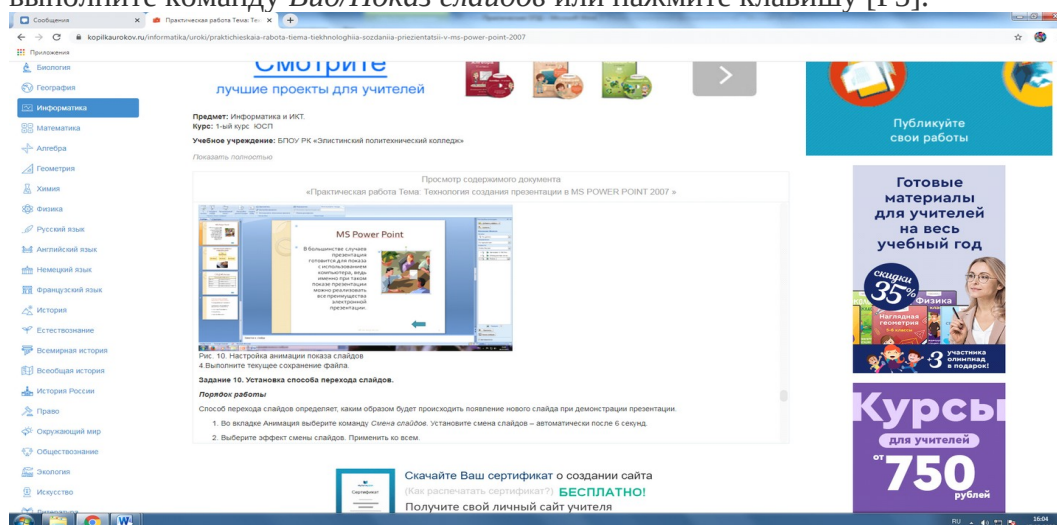 выполните команду Вид/Показ слайдов или нажмите клавишу [F5].
Сообщения
Практическая работа Тема: Тех
kopilkaurokov.ru/informatika/uroki/praktichieskaia-rabota-tiema-tiekhnologhiia-sozdaniia-priezientatsii-v-ms-power-point-2007
Приложения
Биология
География
Информатика
Математика
Алгебра
Геометрия
Химия
Физика
Русский язык
Английский язык
Немецкий язык
Французский язык
История
Естествознание
Всемирная история
Всеобщая история
История России
Право
Окружающий мир
Обществознание
Экология
Искусство
Литература
Смотрите
лучшие проекты для учителей
Предмет: Информатика и ИКТ.
Курс: 1-ый курс ЮСП
Учебное учреждение: БПОУ РК «Элистинский политехнический колледж»
Показать полностью
Просмотр содержимого документа
«Практическая работа Тема: Технология создания презентации в MS POWER POINT 2007 »
MS Power Point
В большинстве случаев
презентация
готовится для показа
с использованием
компьютера, ведь
именно при таком
показе презентации
можно реализовать
все преимущества
электронной
презентации.
Рис. 10. Настройка анимации показа слайдов
4.Выполните текущее сохранение файла.
Задание 10. Установка способа перехода слайдов.
Порядок работы
Способ перехода слайдов определяет, каким образом будет происходить появление нового слайда при демонстрации презентации.
1. Во вкладке Анимация выберите команду Смена слайдов. Установите смена слайдов – автоматически после 6 секунд.
2. Выберите эффект смены слайдов. Применить ко всем.
Сертификат
Скачайте Ваш сертификат о создании сайта
(Как распечатать сертификат?) БЕСПЛАТНО!
Получите свой личный сайт учителя
Публикуйте
свои работы
Готовые
материалы
для учителей
на весь
учебный год
скидки
35%
Физика
Наглядная
геометрия
+3 участника
олимпиад
в подарок!
Курсы
для учителей
от 750
рублей
RU
16:04